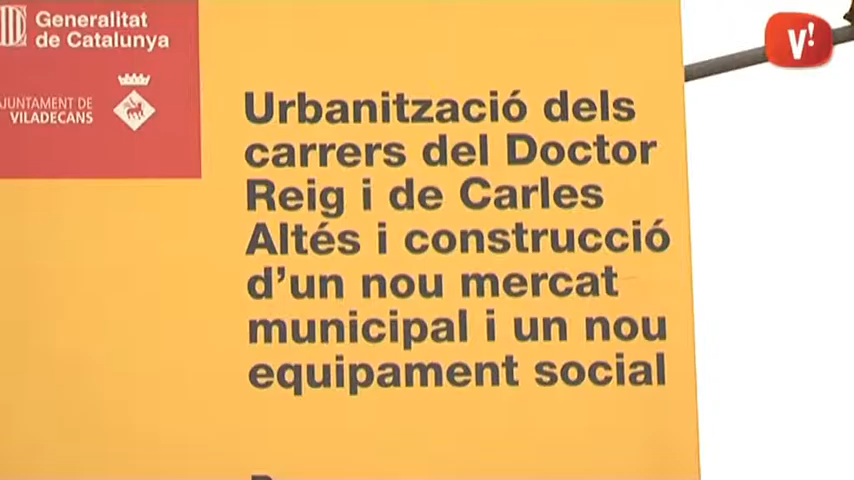 Generalitat
de Catalunya
AJUNTAMENT DE
VILADECANS
V!
Urbanització dels
carrers del Doctor
Reig i de Carles
Altés i construcció
d'un nou mercat
municipal i un nou
equipament social